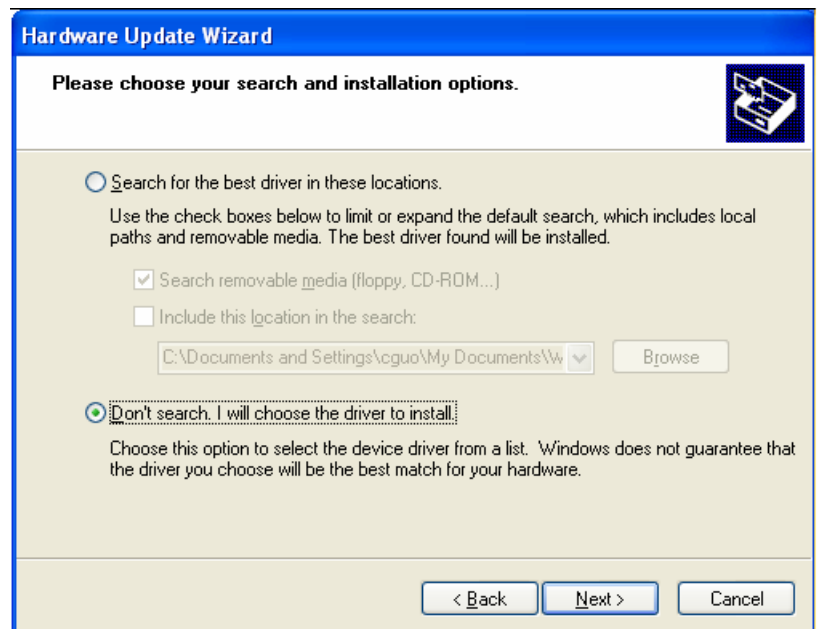 Hardware Update Wizard
Please choose your search and installation options.
Search for the best driver in these locations.
Use the check boxes below to limit or expand the default search, which includes local
paths and removable media. The best driver found will be installed.
Search removable media (floppy, CD-ROM...)
Include this location in the search:
C:\Documents and Settings\cguo\My Documents\W
Browse
Don't search. I will choose the driver to install.
Choose this option to select the device driver from a list. Windows does not guarantee that
the driver you choose will be the best match for your hardware.
< Back
Next >
Cancel